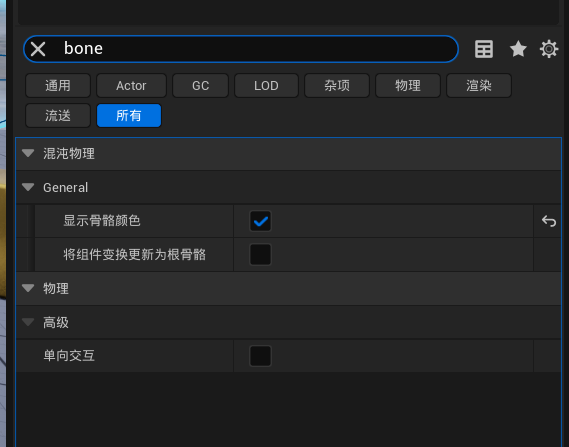 bone
通用 Actor GC LOD 杂项 物理 渲染
流送 所有
混沌物理
General
显示骨骼颜色
将组件变换更新为根骨骼
物理
高级
单向交互